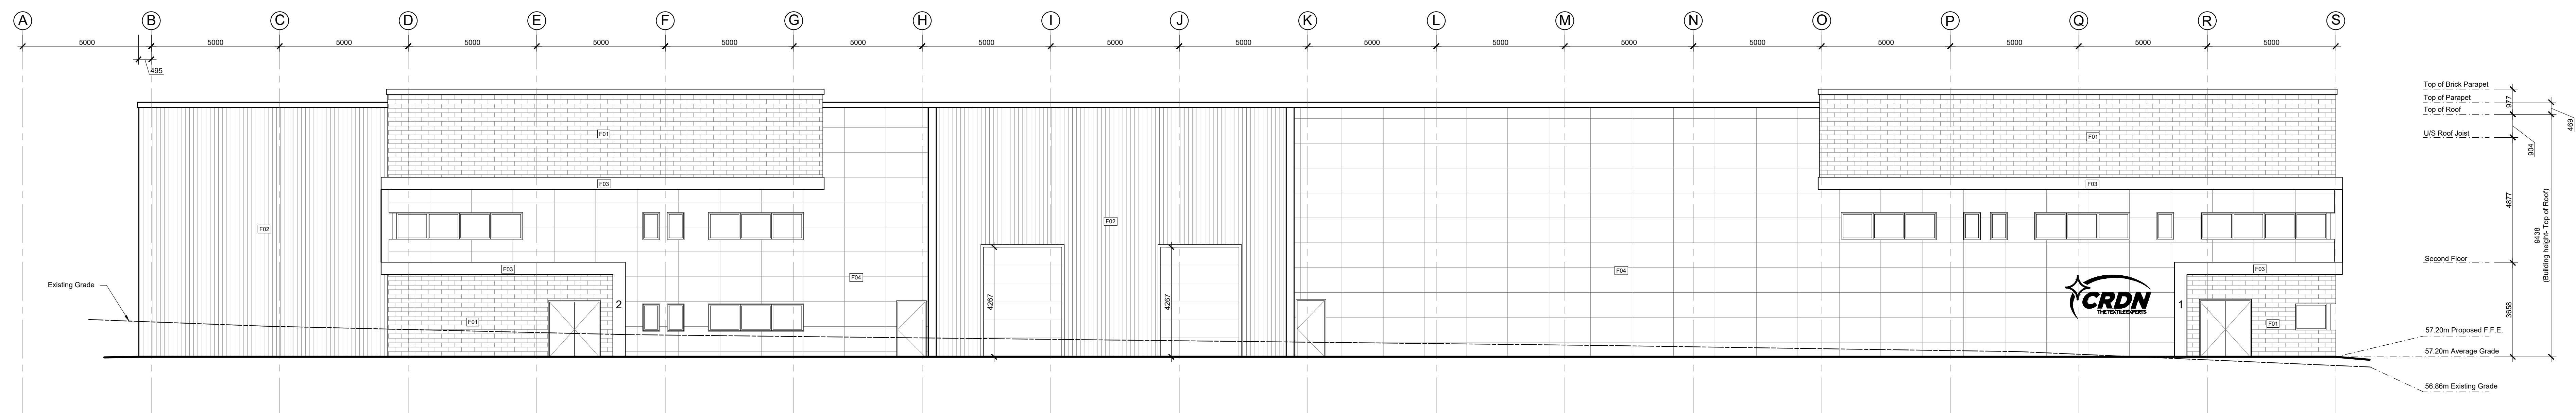 A B C D E F G H I J K L M N O P Q R S
5000 5000 5000 5000 5000 5000 5000 5000 5000 5000 5000 5000 5000 5000 5000 5000 5000 5000
495
Top of Brick Parapet
Top of Parapet
Top of Roof
U/S Roof Joist
977
469
904
4877
9438
(Building height- Top of Roof)
F01
F01
F03
F03
F02
F02
F04
F04
Second Floor
F03
F03
Existing Grade
4267
4267
CRDN
THE TEXTILE EXPERTS
2
1
F01
F01
3658
57.20m Proposed F.F.E.
57.20m Average Grade
56.86m Existing Grade